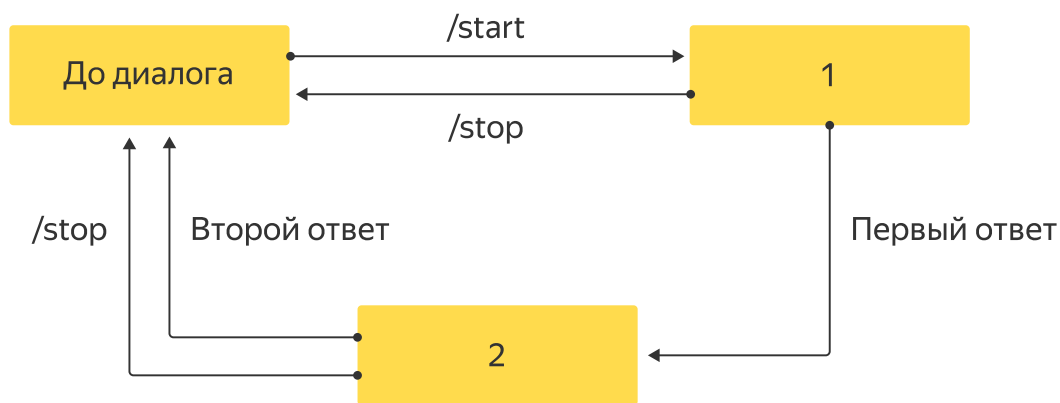 /start
До диалога
1
/stop
/stop
Второй ответ
Первый ответ
2